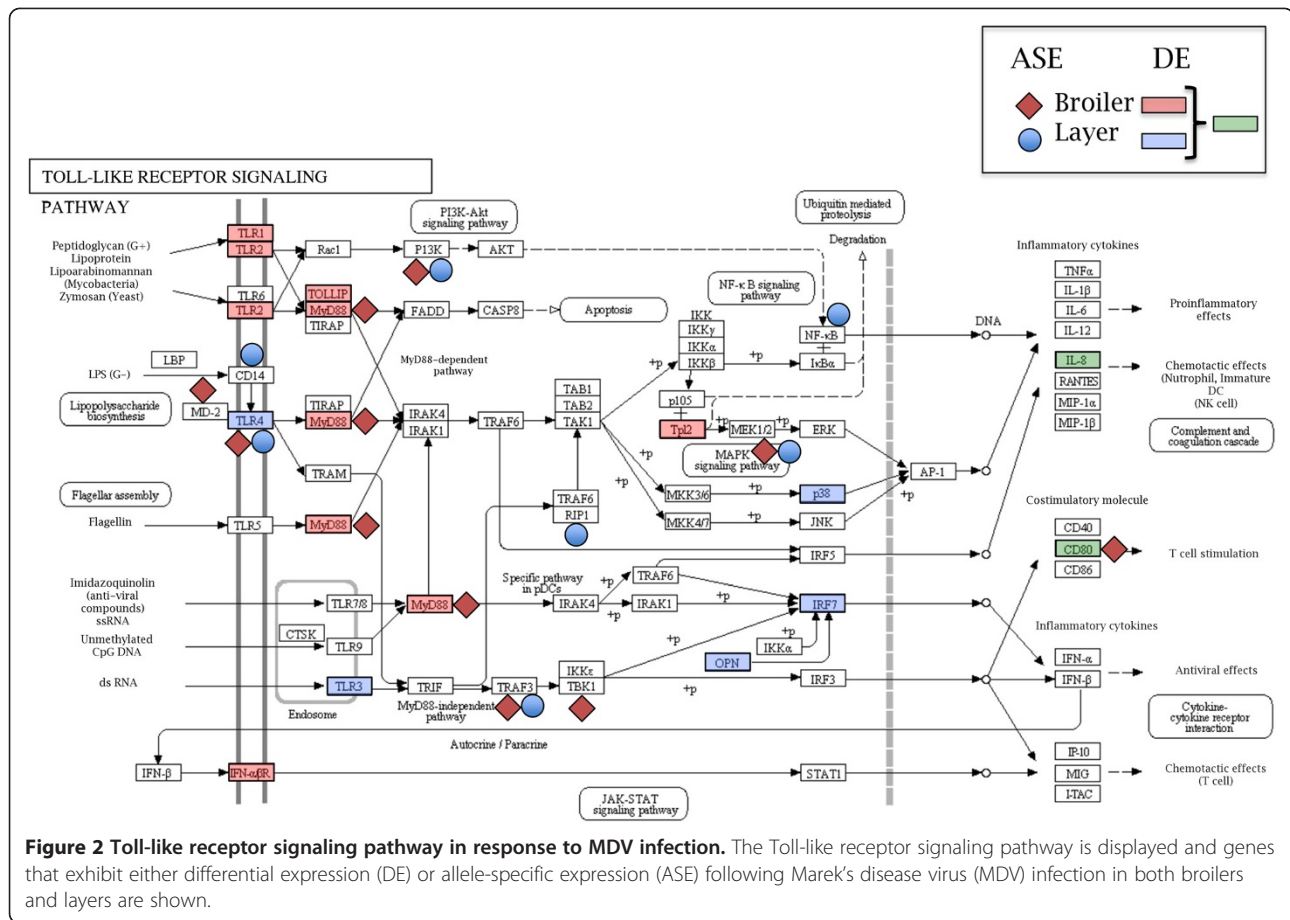 ASE DE
Broiler
Layer
TOLL-LIKE RECEPTOR SIGNALING
PATHWAY
Peptidoglycan (G+)
Lipoprotein
Lipoarabinomannan
(Mycobacteria)
Zymosan (Yeast)
TLR1
TLR2
TLR6
TLR2
Rac1
PI3K-Akt
signaling pathway
P13K
AKT
TOLLIP
MyD88
TIRAP
FADD
CASP8
Apoptosis
Ubiquitin mediated
proteolysis
Degradation
NF-κB signaling
pathway
IKK
IKKγ
IKKα
IKKβ
+p
+p
NF-κB
IκBα
DNA
Inflammatory cytokines
TNFα
IL-1β
IL-6
IL-12
Proinflammatory
effects
IL-8
RANTES
MIP-1α
MIP-1β
Chemotactic effects
(Nutrophil, Immature
DC
(NK cell)
Complement and
coagulation cascade
LBP
LPS (G-)
CD14
MD-2
Lipopolysaccharide
biosynthesis
TLR4
MyD88-dependent
pathway
TIRAP
MyD88
IRAK4
IRAK1
TRAF6
TAB1
TAB2
TAK1
p105
Tpl2
+p
MEK1/2
+p
ERK
MAPK
signaling pathway
TRAM
+p
+p
MKK3/6
+p
p38
MKK4/7
+p
JNK
+p
AP-1
Flagellar assembly
Flagellin
TLR5
MyD88
TRAF6
RIP1
IRF5
Costimulatory molecule
CD40
CD80
CD86
T cell stimulation
Imidazoquinolin
(anti-viral
compounds)
ssRNA
Unmethylated
CpG DNA
ds RNA
TLR7/8
CTSK
TLR9
TLR3
Endosome
MyD88
Specific pathway
in pDCs
IRAK4
+p
TRAF6
+p
IRAK1
+p
IRF7
+p
IKKα
+p
OPN
TRIF
TRAF3
IKKε
TBK1
+p
IRF3
MyD88-independent
pathway
Inflammatory cytokines
IFN-α
IFN-β
Antiviral effects
Cytokine-
cytokine receptor
interaction
Autocrine / Paracrine
IFN-β
IFN-αβR
STAT1
JAK-STAT
signaling pathway
IP-10
MIG
I-TAC
Chemotactic effects
(T cell)
Figure 2 Toll-like receptor signaling pathway in response to MDV infection. The Toll-like receptor signaling pathway is displayed and genes
that exhibit either differential expression (DE) or allele-specific expression (ASE) following Marek's disease virus (MDV) infection in both broilers
and layers are shown.